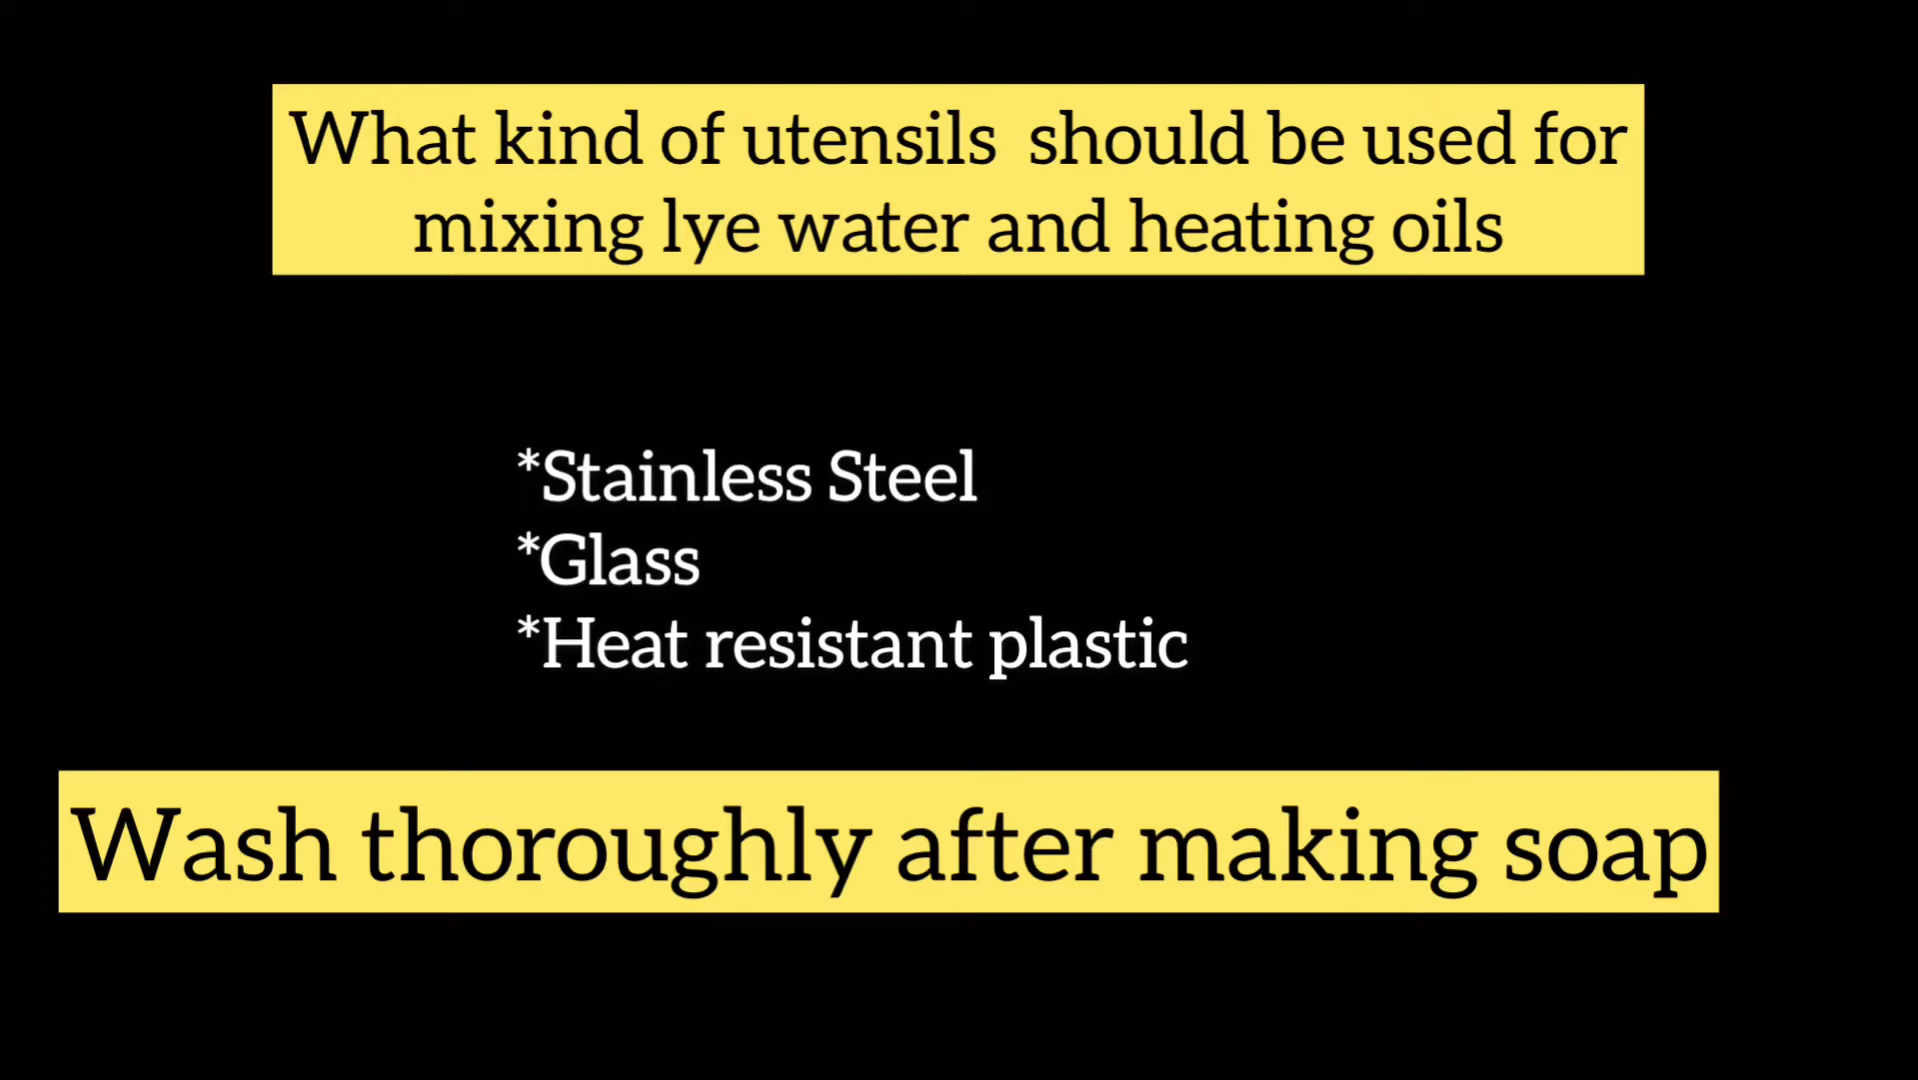 What kind of utensils  should be used for
mixing lye water and heating oils
*Stainless Steel
*Glass
*Heat resistant plastic
Wash thoroughly after making soap